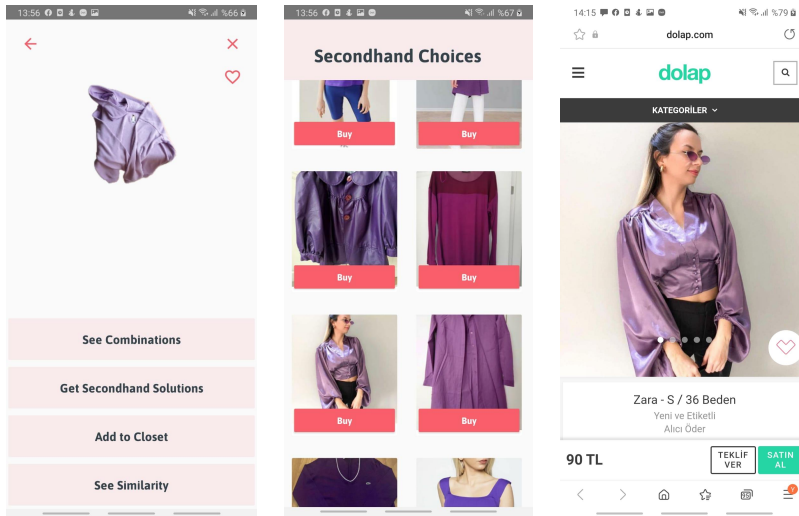 13:56
%66
See Combinations
Get Secondhand Solutions
Add to Closet
See Similarity
13:56
%67
Secondhand Choices
Buy
Buy
Buy
Buy
Buy
Buy
14:15
%79
dolap.com
dolap
KATEGORİLER
Zara - S / 36 Beden
Yeni ve Etiketli
Alıcı Öder
90 TL
TEKLİF
VER
SATIN
AL